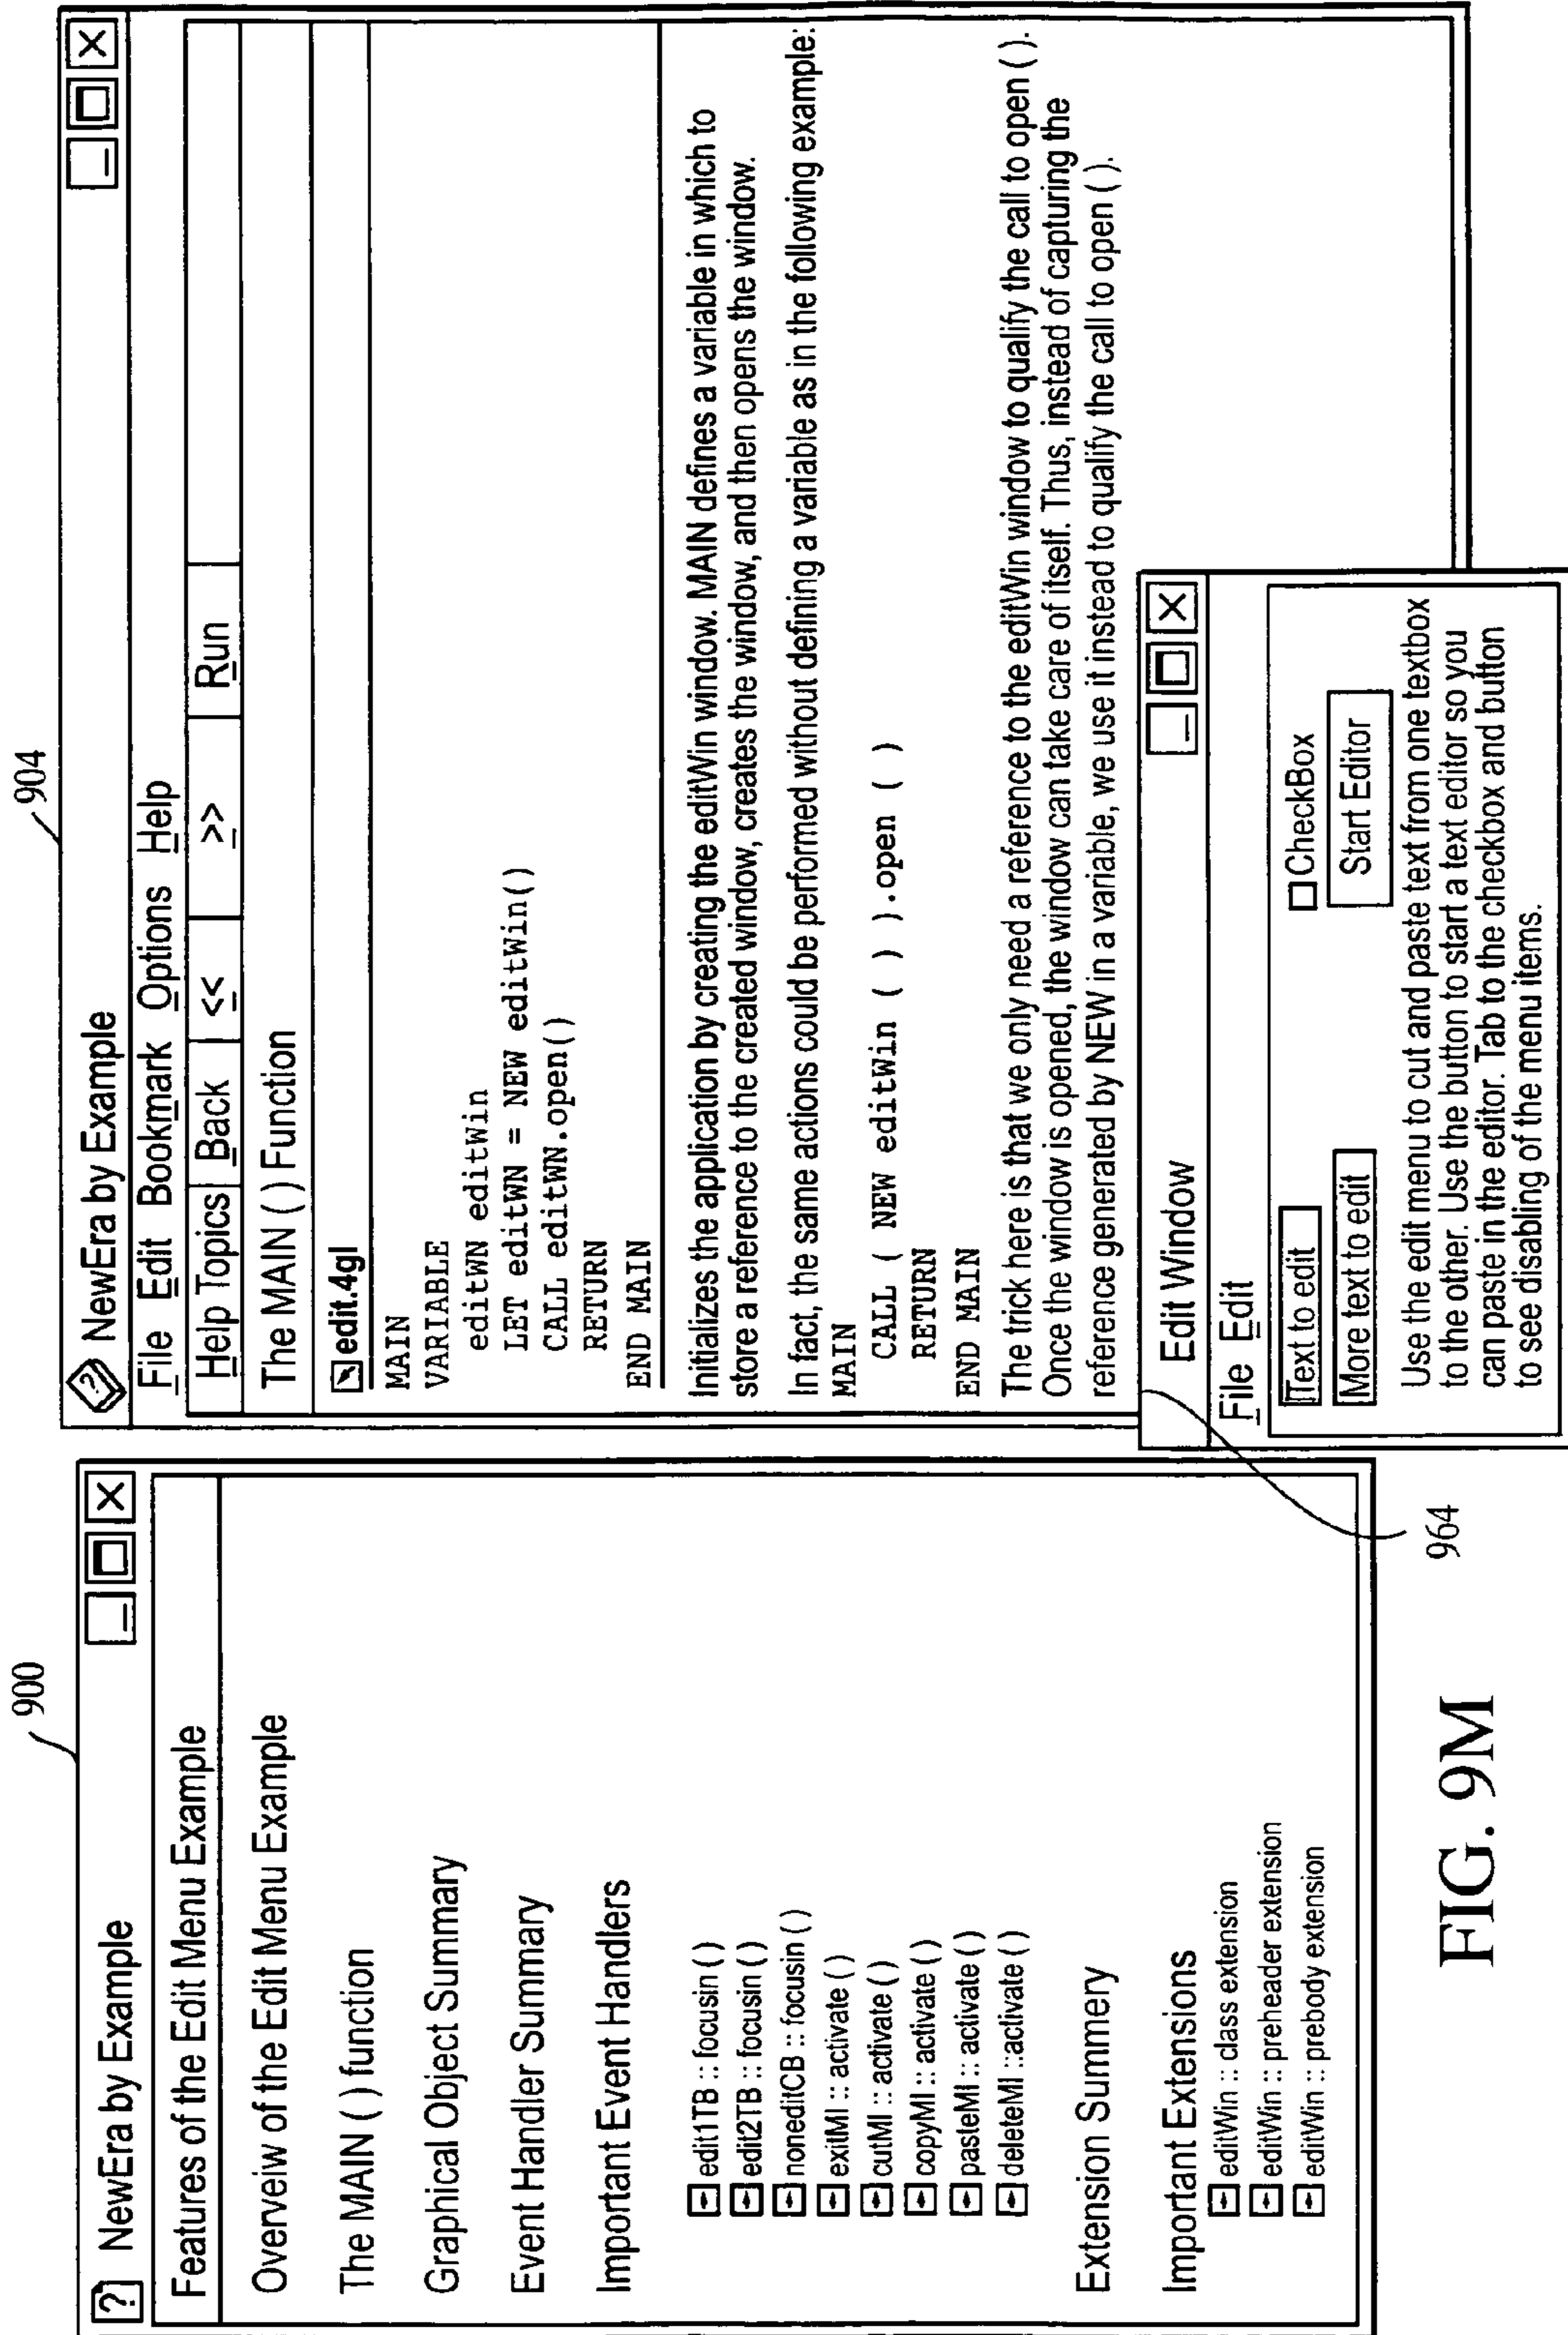 900
NewEra by Example
Features of the Edit Menu Example
Overveiw of the Edit Menu Example
The MAIN ( ) function
Graphical Object Summary
Event Handler Summary
Important Event Handlers
edit1TB :: focusin ( )
edit2TB :: focusin ( )
noneditCB :: focusin ( )
exitMI :: activate ( )
cutMI :: activate ( )
copyMI :: activate ( )
pasteMI :: activate ( )
deleteMI ::activate ( )
Extension Summery
Important Extensions
editWin :: class extension
editWin :: preheader extension
editWin :: prebody extension
904
NewEra by Example
File Edit Bookmark Options Help
Help Topics Back << >> Run
The MAIN ( ) Function
edit.4gl
MAIN
VARIABLE
editWN editWin
LET editWN = NEW editWin()
CALL editWN.open()
RETURN
END MAIN
Initializes the application by creating the editWin window. MAIN defines a variable in which to
store a reference to the created window, creates the window, and then opens the window.
In fact, the same actions could be performed without defining a variable as in the following example:
MAIN
CALL ( NEW editWin ( ) ).open ( )
RETURN
END MAIN
The trick here is that we only need a reference to the editWin window to qualify the call to open ( ).
Once the window is opened, the window can take care of itself. Thus, instead of capturing the
reference generated by NEW in a variable, we use it instead to qualify the call to open ( ).
964
Edit Window
File Edit
Text to edit
CheckBox
More text to edit
Start Editor
Use the edit menu to cut and paste text from one textbox
to the other. Use the button to start a text editor so you
can paste in the editor. Tab to the checkbox and button
to see disabling of the menu items.
FIG. 9M